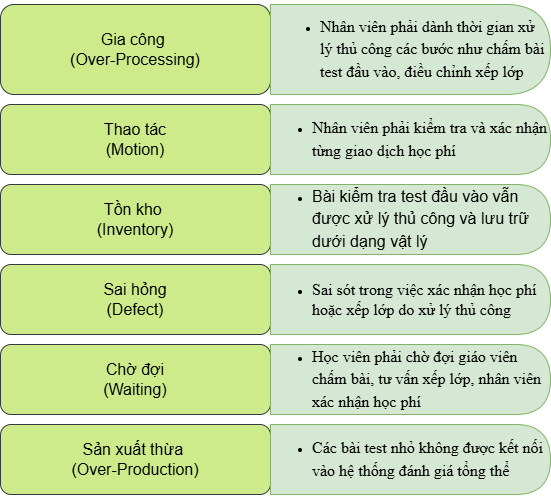 Gia công
(Over-Processing)
Nhân viên phải dành thời gian xử
lý thủ công các bước như chấm bài
test đầu vào, điều chỉnh xếp lớp
Thao tác
(Motion)
Nhân viên phải kiểm tra và xác nhận
từng giao dịch học phí
Tồn kho
(Inventory)
Bài kiểm tra test đầu vào vẫn
được xử lý thủ công và lưu trữ
dưới dạng vật lý
Sai hỏng
(Defect)
Sai sót trong việc xác nhận học phí
hoặc xếp lớp do xử lý thủ công
Chờ đợi
(Waiting)
Học viên phải chờ đợi giáo viên
chấm bài, tư vấn xếp lớp, nhân viên
xác nhận học phí
Sản xuất thừa
(Over-Production)
Các bài test nhỏ không được kết nối
vào hệ thống đánh giá tổng thể